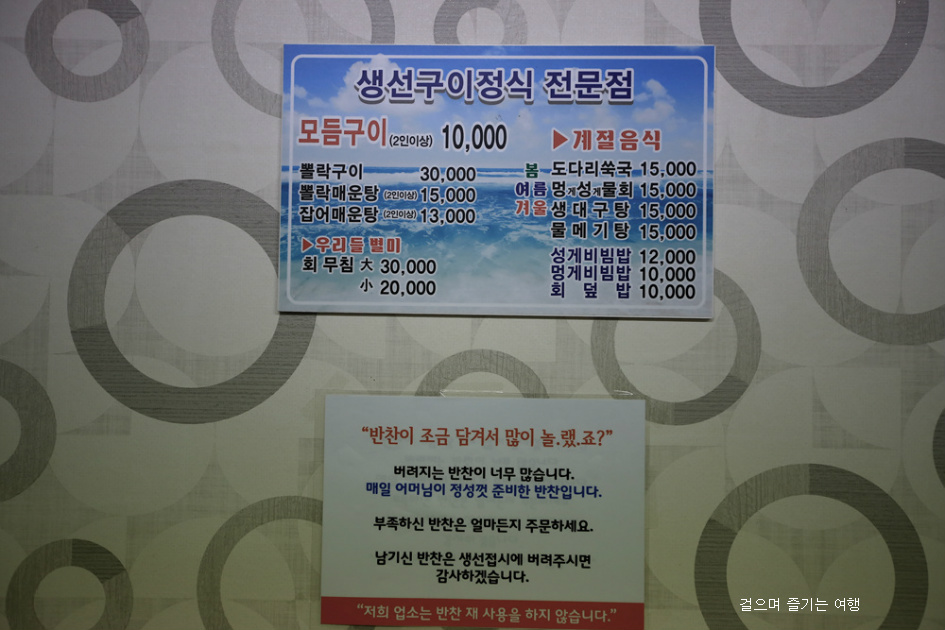 생선구이정식 전문점
모듬구이(2인이상) 10,000
뽈락구이 30,000
뽈락매운탕 (2인이상) 15,000
잡어매운탕 (2인이상) 13,000
▶우리들 별미
회 무침 大 30,000
小 20,000
▶계절음식
봄 도다리쑥국 15,000
여름 멍게성게물회 15,000
겨울 생대구탕 15,000
물메기탕 15,000
성게비빔밥 12,000
멍게비빔밥 10,000
회 덮 밥 10,000
“반찬이 조금 담겨서 많이 놀.랬.죠?”
버려지는 반찬이 너무 많습니다.
매일 어머님이 정성껏 준비한 반찬입니다.
부족하신 반찬은 얼마든지 주문하세요.
남기신 반찬은 생선접시에 버려주시면
감사하겠습니다.
“저희 업소는 반찬 재 사용을 하지 않습니다.”
걸으며 즐기는 여행